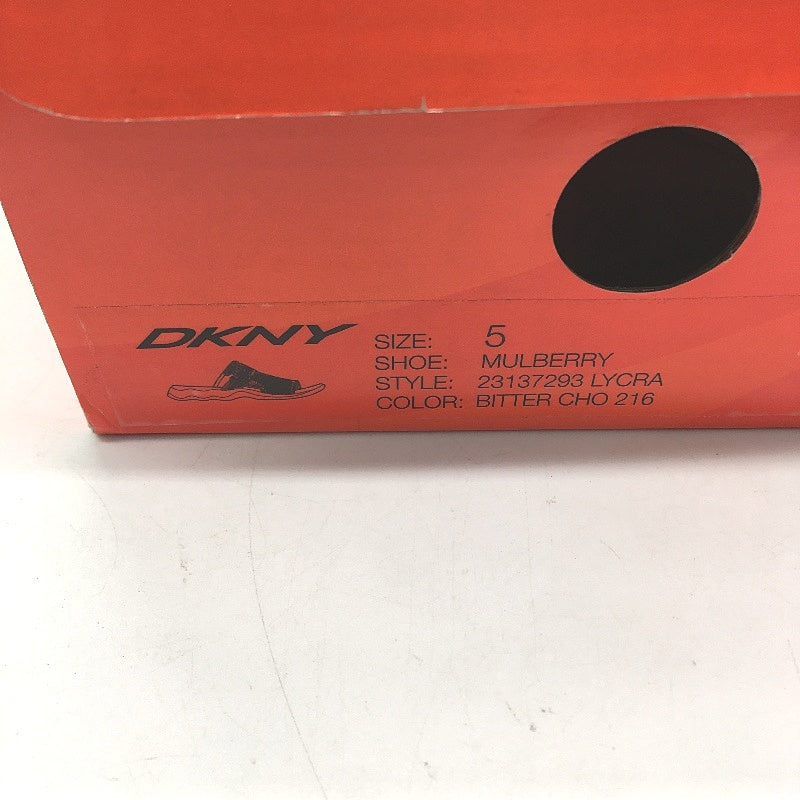 DKNY
SIZE: 5
SHOE: MULBERRY
STYLE: 23137293 LYCRA
COLOR: BITTER CHO 216